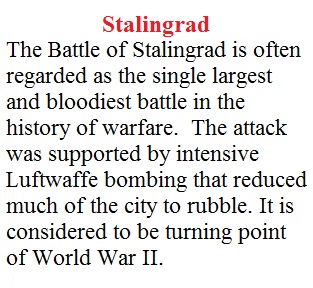 Stalingrad
The Battle of Stalingrad is often
regarded as the single largest
and bloodiest battle in the
history of warfare.  The attack
was supported by intensive
Luftwaffe bombing that reduced
much of the city to rubble. It is
considered to be turning point
of World War II.